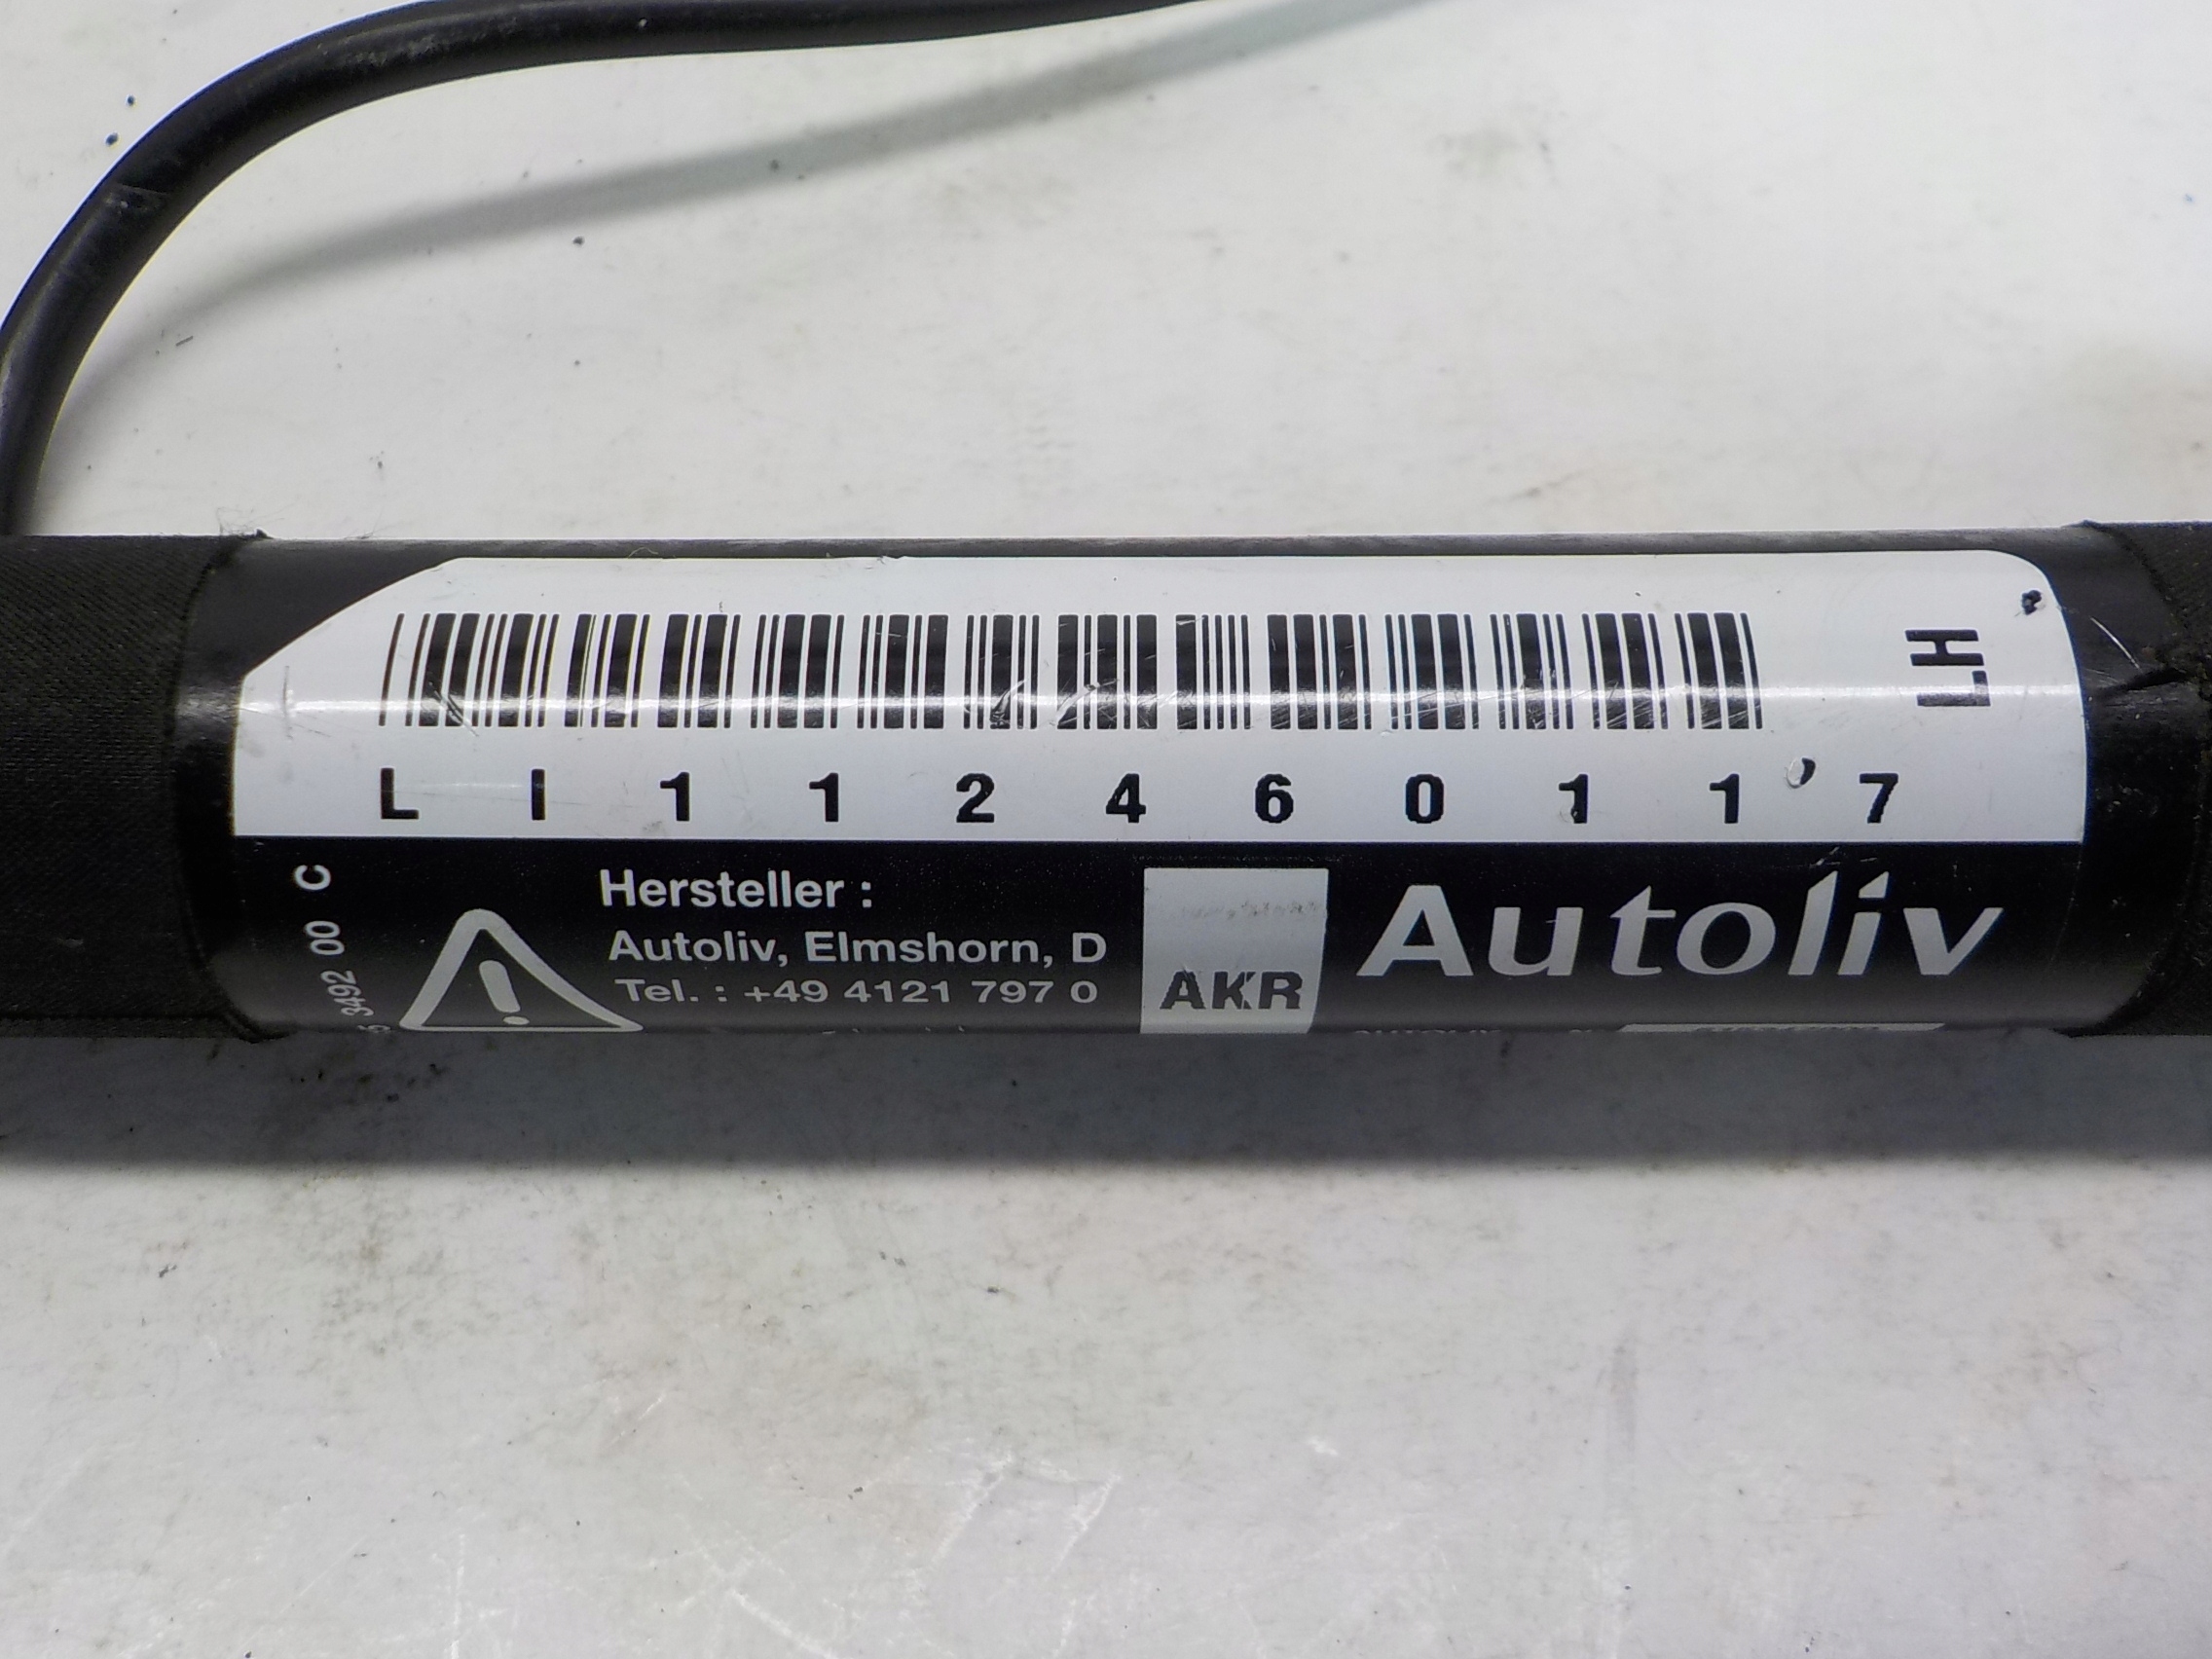 LH
L I 1 1 2 4 6 0 1 1 7
3492 00 C
Hersteller :
Autoliv, Elmshorn, D
Tel. : +49 4121 797 0
AKR
Autoliv